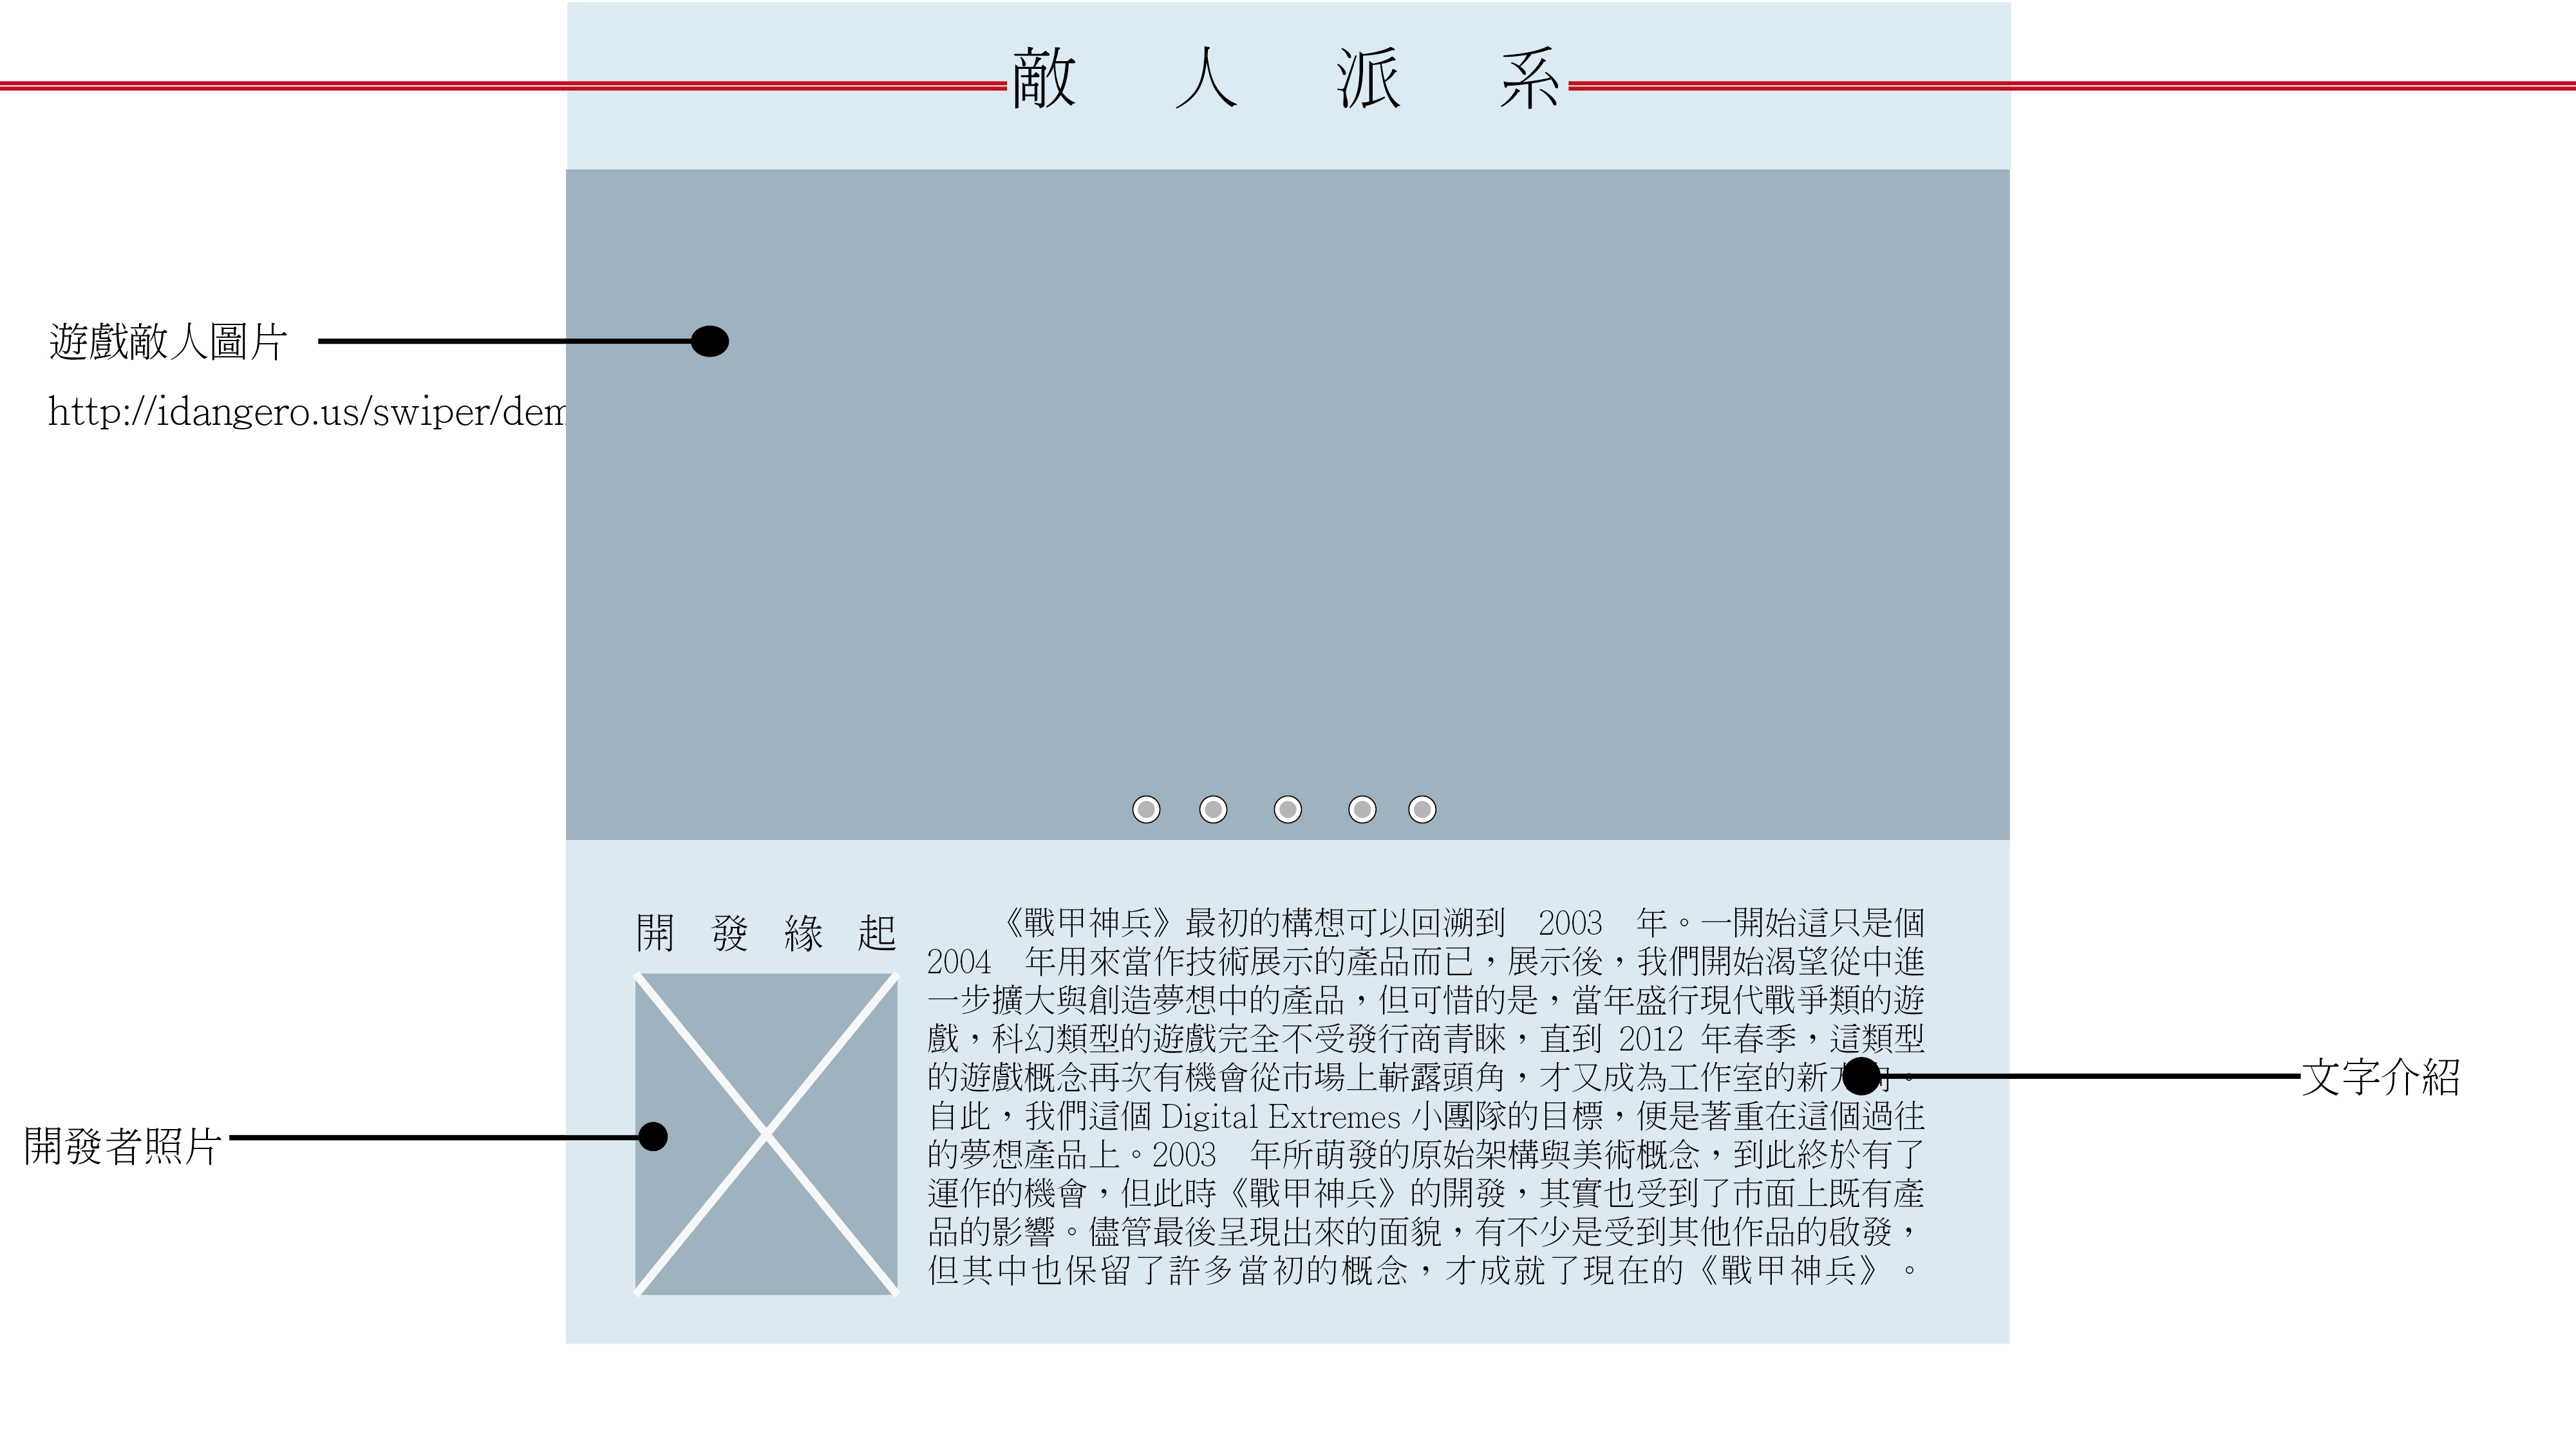 敵人派系
遊戲敵人圖片
http://idangero.us/swiper/dem
開發緣起
《戰甲神兵》最初的構想可以回溯到 2003 年。一開始這只是個
2004 年用來當作技術展示的產品而已，展示後，我們開始渴望從中進
一步擴大與創造夢想中的產品，但可惜的是，當年盛行現代戰爭類的遊
戲，科幻類型的遊戲完全不受發行商青睞，直到 2012 年春季，這類型
的遊戲概念再次有機會從市場上嶄露頭角，才又成為工作室的新方向。
自此，我們這個 Digital Extremes 小團隊的目標，便是著重在這個過往
的夢想產品上。2003 年所萌發的原始架構與美術概念，到此終於有了
運作的機會，但此時《戰甲神兵》的開發，其實也受到了市面上既有產
品的影響。儘管最後呈現出來的面貌，有不少是受到其他作品的啟發，
但其中也保留了許多當初的概念，才成就了現在的《戰甲神兵》。
文字介紹
開發者照片